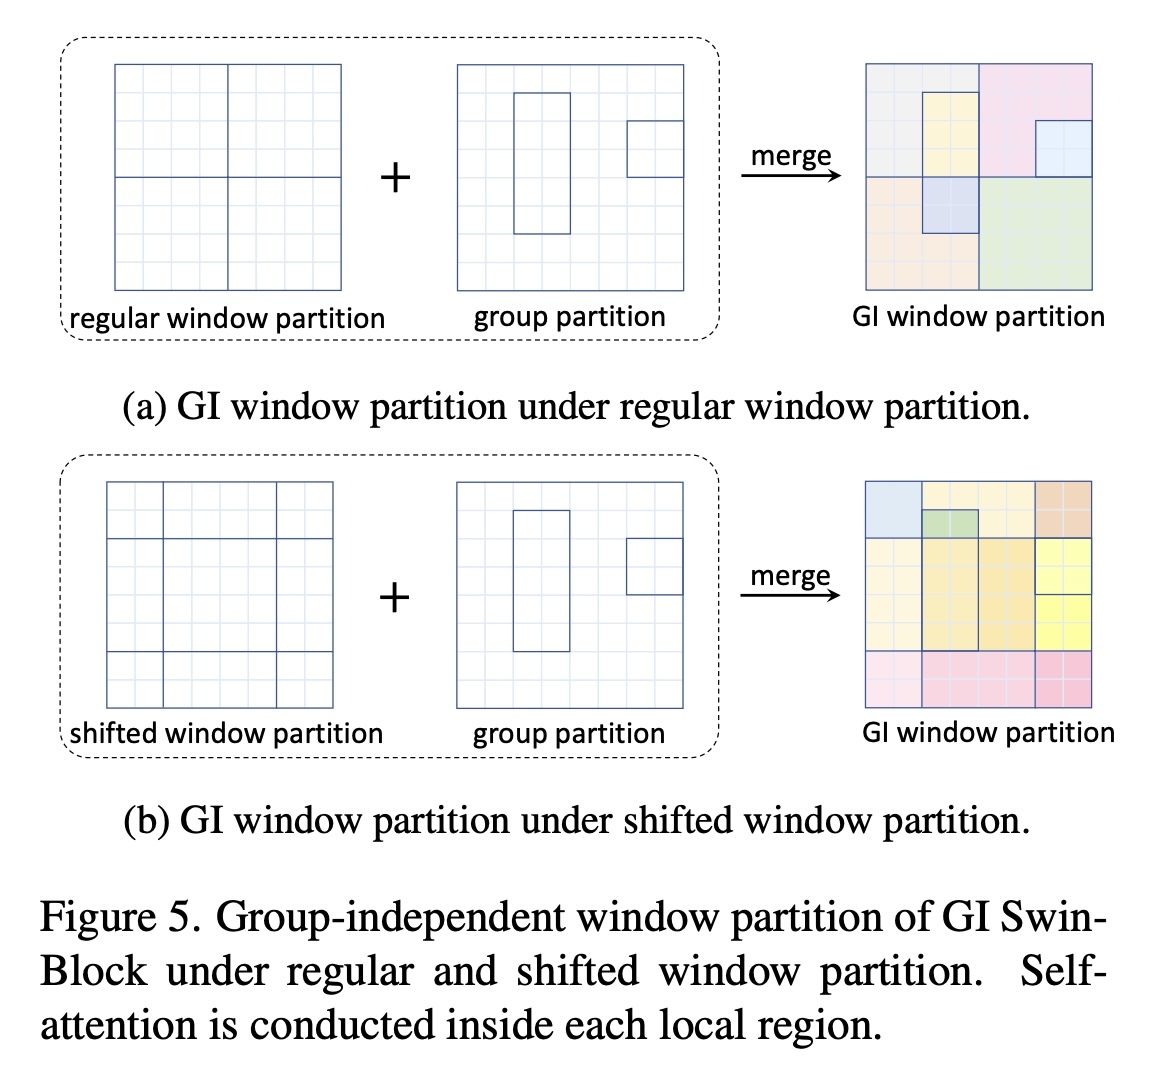 +
merge
regular window partition
group partition
GI window partition
(a) GI window partition under regular window partition.
+
merge
shifted window partition
group partition
GI window partition
(b) GI window partition under shifted window partition.
Figure 5. Group-independent window partition of GI Swin-
Block under regular and shifted window partition. Self-
attention is conducted inside each local region.